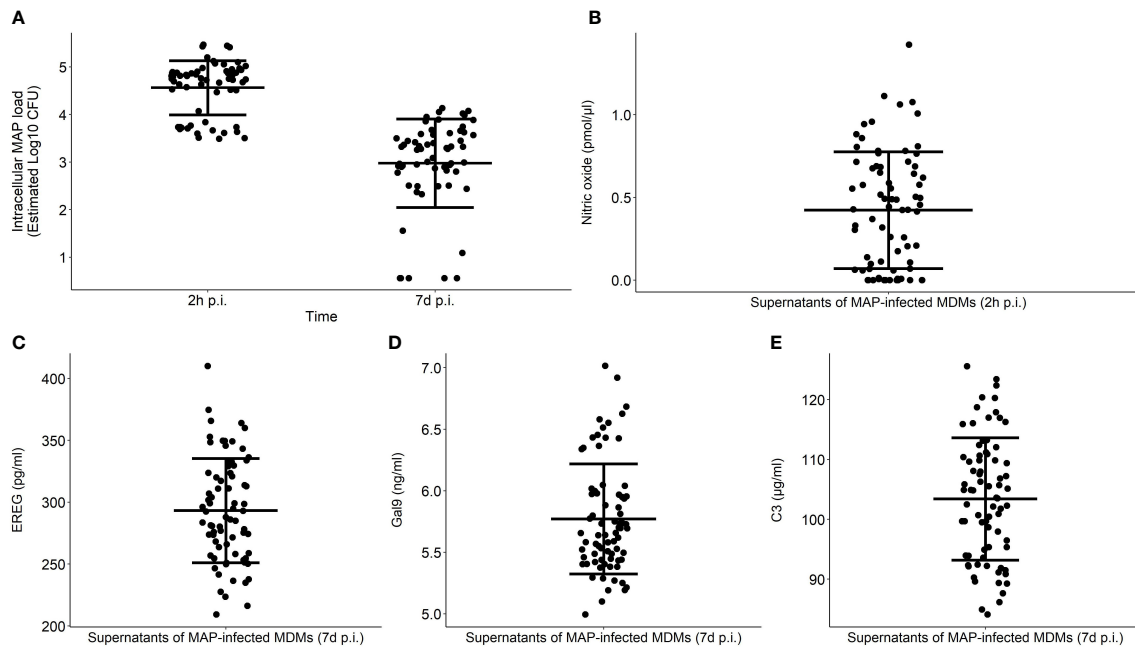 A
Intracellular MAP load
(Estimated Log10 CFU)
5
4
3
2
1
2h p.i.
7d p.i.
Time
B
Nitric oxide (pmol/µl)
1.0
0.5
0.0
Supernatants of MAP-infected MDMs (2h p.i.)
C
EREG (pg/ml)
400
350
300
250
200
Supernatants of MAP-infected MDMs (7d p.i.)
D
Gal9 (ng/ml)
7.0
6.5
6.0
5.5
5.0
Supernatants of MAP-infected MDMs (7d p.i.)
E
C3 (µg/ml)
120
110
100
90
Supernatants of MAP-infected MDMs (7d p.i.)